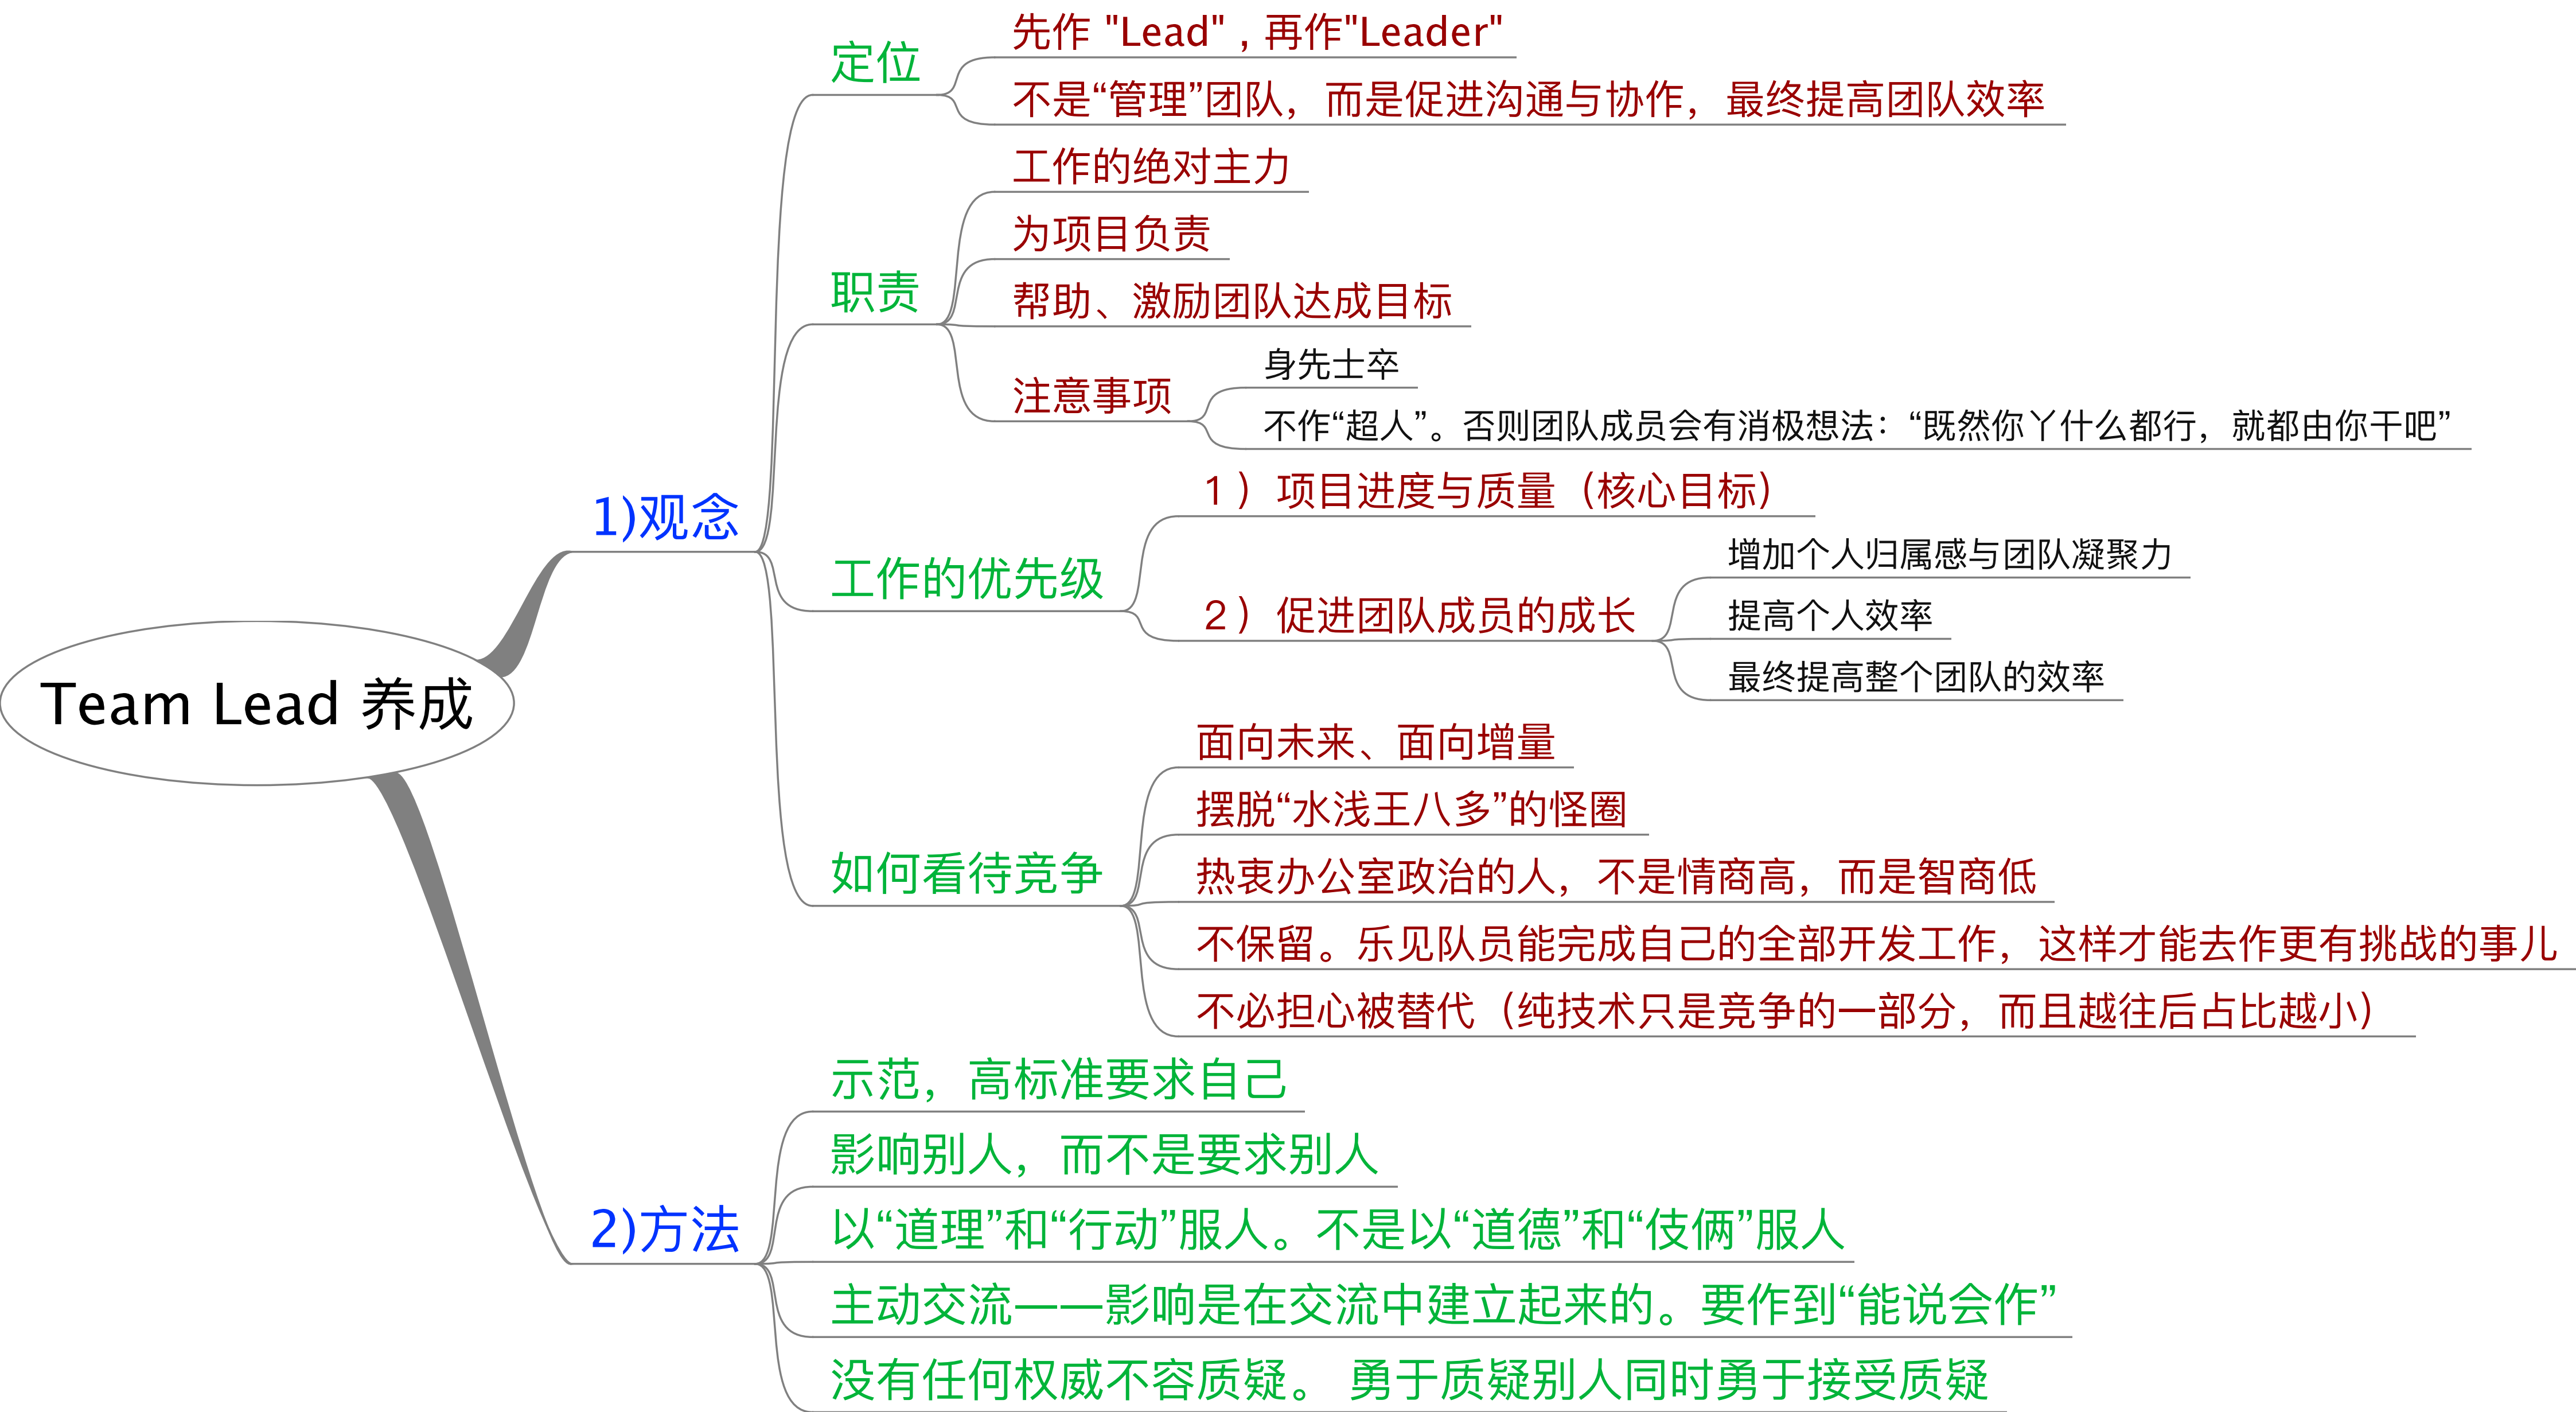 Team Lead 养成
1)观念
定位
先作 "Lead" , 再作"Leader"
不是“管理”团队，而是促进沟通与协作，最终提高团队效率
职责
工作的绝对主力
为项目负责
帮助、激励团队达成目标
注意事项
身先士卒
不作“超人”。否则团队成员会有消极想法：“既然你丫什么都行，就都由你干吧”
工作的优先级
1）项目进度与质量（核心目标）
2）促进团队成员的成长
增加个人归属感与团队凝聚力
提高个人效率
最终提高整个团队的效率
如何看待竞争
面向未来、面向增量
摆脱“水浅王八多”的怪圈
热衷办公室政治的人，不是情商高，而是智商低
不保留。乐见队员能完成自己的全部开发工作，这样才能去作更有挑战的事儿
不必担心被替代（纯技术只是竞争的一部分，而且越往后占比越小）
2)方法
示范，高标准要求自己
影响别人，而不是要求别人
以“道理”和“行动”服人。不是以“道德”和“伎俩”服人
主动交流——影响是在交流中建立起来的。要作到“能说会作”
没有任何权威不容质疑。 勇于质疑别人同时勇于接受质疑